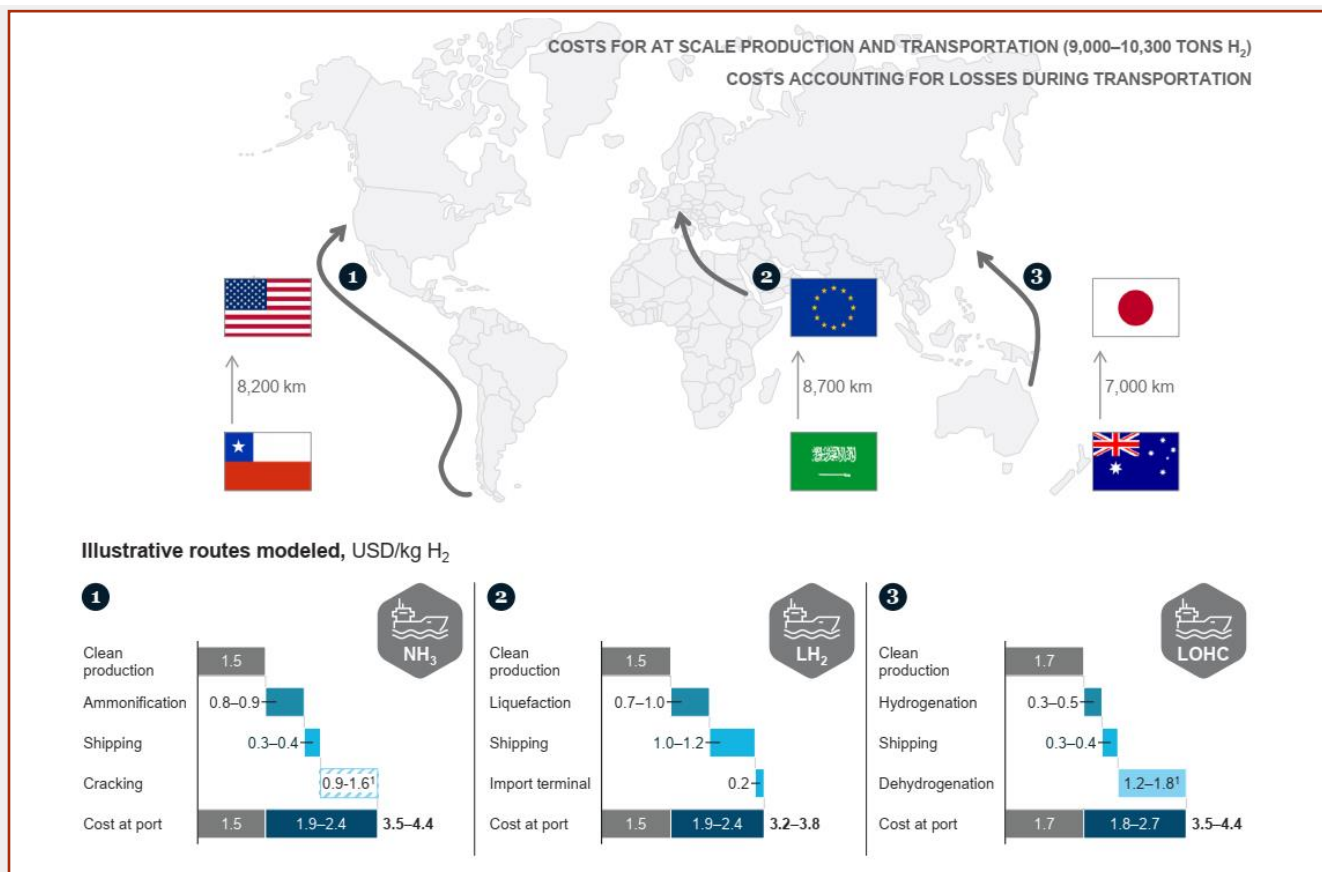 COSTS FOR AT SCALE PRODUCTION AND TRANSPORTATION (9,000–10,300 TONS H₂)
COSTS ACCOUNTING FOR LOSSES DURING TRANSPORTATION
1
2
3
8,200 km
8,700 km
7,000 km
Illustrative routes modeled, USD/kg H₂
1
NH₃
Clean
production
1.5
Ammonification
0.8–0.9
Shipping
0.3–0.4
Cracking
0.9-1.6¹
Cost at port
1.5
1.9–2.4
3.5–4.4
2
LH₂
Clean
production
1.5
Liquefaction
0.7–1.0
Shipping
1.0–1.2
Import terminal
0.2
Cost at port
1.5
1.9–2.4
3.2–3.8
3
LOHC
Clean
production
1.7
Hydrogenation
0.3–0.5
Shipping
0.3–0.4
Dehydrogenation
1.2–1.8¹
Cost at port
1.7
1.8–2.7
3.5–4.4